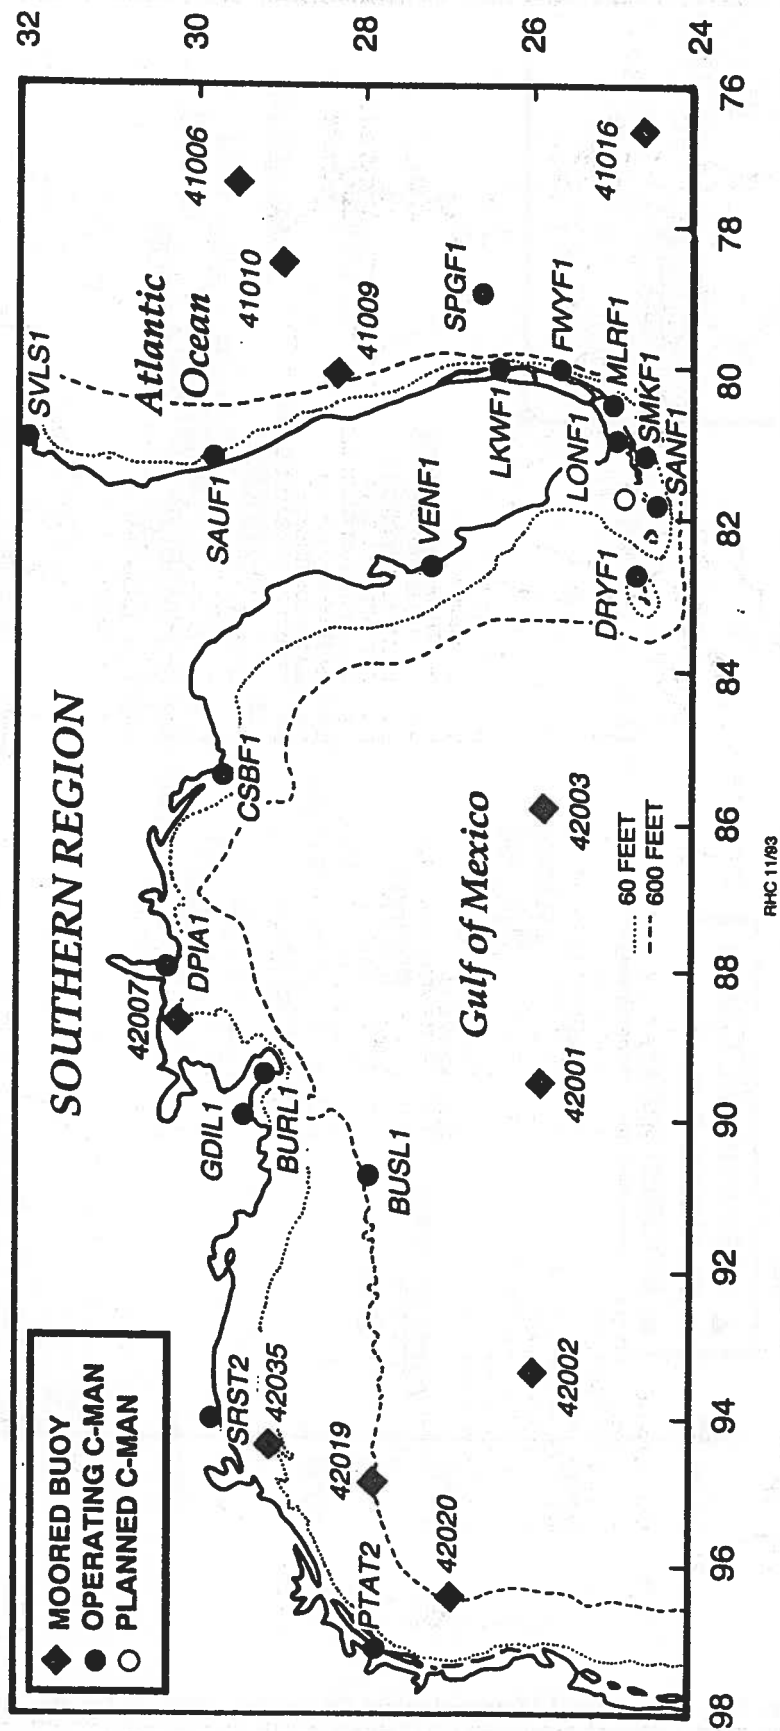 SOUTHERN REGION
MOORED BUOY
OPERATING C-MAN
PLANNED C-MAN
32
30
28
26
24
98
96
94
92
90
88
86
84
82
80
78
76
SVLS1
Atlantic
Ocean
41006
41010
41009
41016
SAUF1
SPGF1
LKWF1
FWYF1
MLRF1
SMKF1
SANF1
LONF1
VENF1
DRYF1
CSBF1
DPIA1
42007
GDIL1
BURL1
BUSL1
SRST2
42035
42019
42020
PTAT2
42002
42001
42003
Gulf of Mexico
60 FEET
600 FEET
RHC 11/93